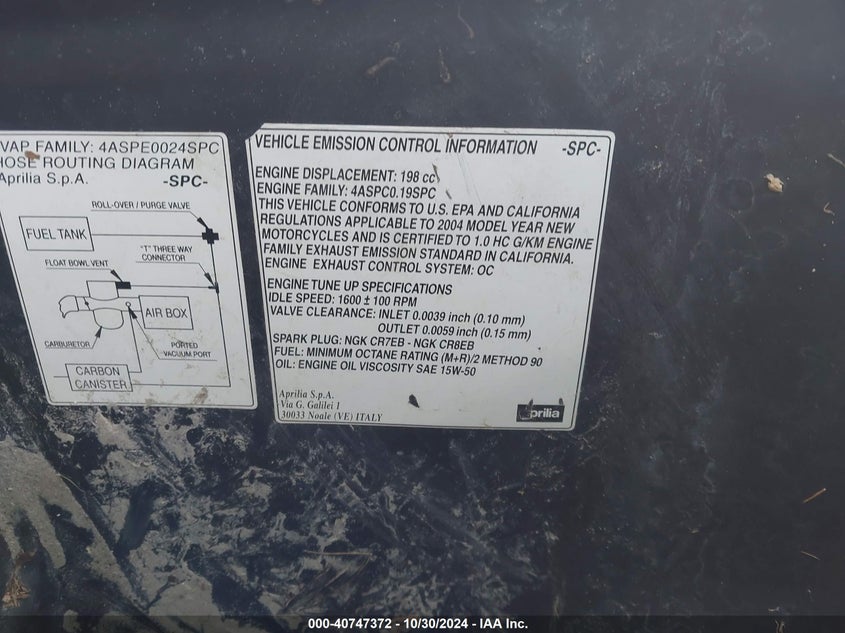 VAP FAMILY: 4ASPE0024SPC
HOSE ROUTING DIAGRAM
Aprilia S.p.A. -SPC-
ROLL-OVER / PURGE VALVE
FUEL TANK
"T" THREE WAY
CONNECTOR
FLOAT BOWL VENT
AIR BOX
CARBURETOR
PORTED
VACUUM PORT
CARBON
CANISTER
VEHICLE EMISSION CONTROL INFORMATION -SPC-
ENGINE DISPLACEMENT: 198 cc
ENGINE FAMILY: 4ASPC0.19SPC
THIS VEHICLE CONFORMS TO U.S. EPA AND CALIFORNIA
REGULATIONS APPLICABLE TO 2004 MODEL YEAR NEW
MOTORCYCLES AND IS CERTIFIED TO 1.0 HC G/KM ENGINE
FAMILY EXHAUST EMISSION STANDARD IN CALIFORNIA.
ENGINE EXHAUST CONTROL SYSTEM: OC
ENGINE TUNE UP SPECIFICATIONS
IDLE SPEED: 1600 ± 100 RPM
VALVE CLEARANCE: INLET 0.0039 inch (0.10 mm)
OUTLET 0.0059 inch (0.15 mm)
SPARK PLUG: NGK CR7EB - NGK CR8EB
FUEL: MINIMUM OCTANE RATING (M+R)/2 METHOD 90
OIL: ENGINE OIL VISCOSITY SAE 15W-50
Aprilia S.p.A.
Via G. Galilei 1
30033 Noale (VE) ITALY
aprilia
000-40747372 - 10/30/2024 - IAA Inc.